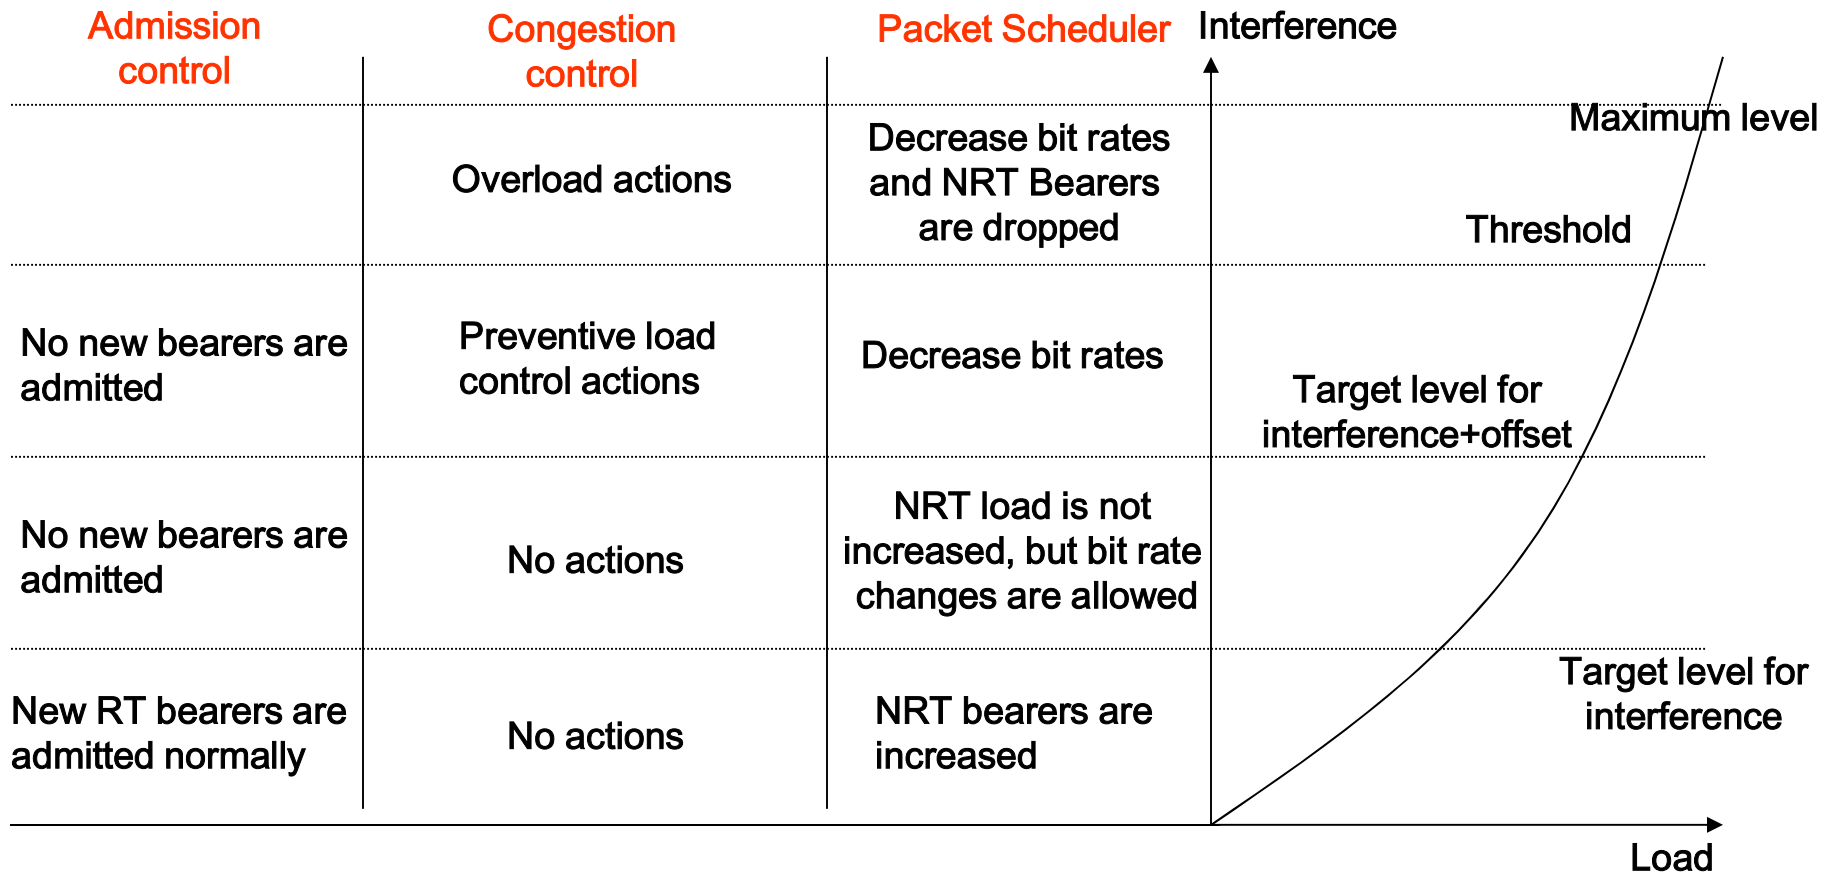 Admission
control
Congestion
control
Packet Scheduler
Interference
Maximum level
Overload actions
Decrease bit rates
and NRT Bearers
are dropped
Threshold
No new bearers are
admitted
Preventive load
control actions
Decrease bit rates
Target level for
interference+offset
No new bearers are
admitted
No actions
NRT load is not
increased, but bit rate
changes are allowed
Target level for
interference
New RT bearers are
admitted normally
No actions
NRT bearers are
increased
Load